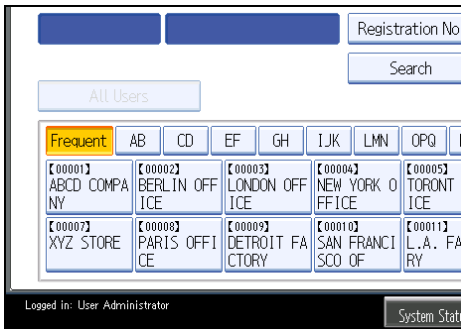 Registration No
Search
All Users
Frequent AB CD EF GH IJK LMN OPQ
【00001】 【00002】 【00003】 【00004】 【00005】
ABCD COMPA BERLIN OFF LONDON OFF NEW YORK O TORONT
NY ICE ICE FFICE ICE
【00007】 【00008】 【00009】 【00010】 【00011】
XYZ STORE PARIS OFFI DETROIT FA SAN FRANCI L.A. FA
CE CTORY SCO OF RY
Logged in: User Administrator
System Stat